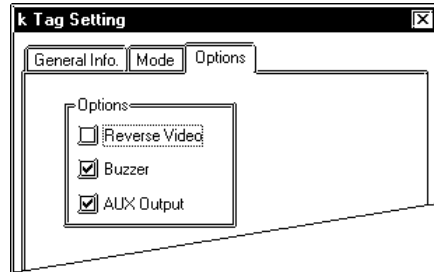 k Tag Setting
General Info. Mode Options
Options
Reverse Video
Buzzer
AUX Output